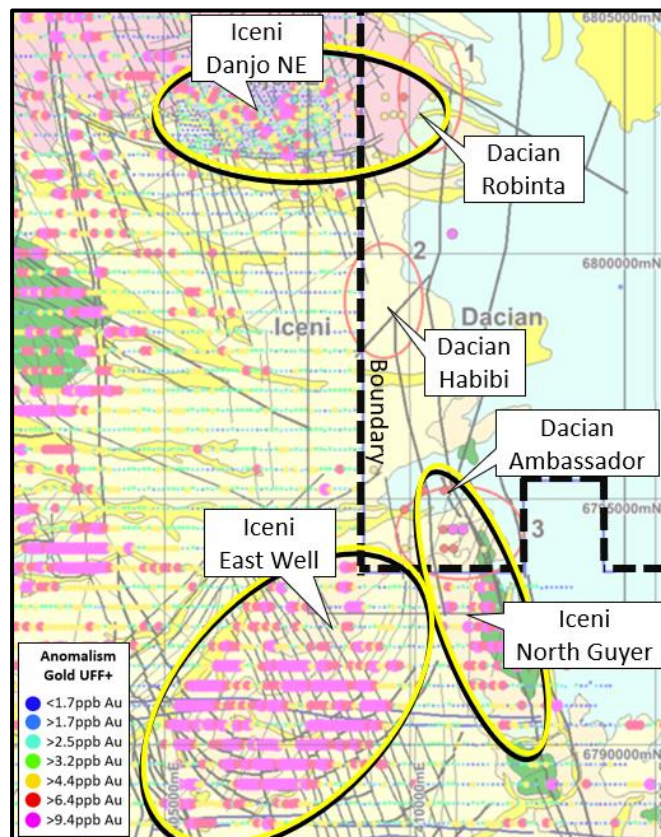 6805000mN
Iceni
Danjo NE
1
Dacian
Robinta
2
6800000mN
Iceni
Dacian
Dacian
Habibi
Boundary
Dacian
Ambassador
6795000mN
3
Iceni
East Well
Iceni
North Guyer
Anomalism
Gold UFF+
<1.7ppb Au
>1.7ppb Au
>2.5ppb Au
>3.2ppb Au
>4.4ppb Au
>6.4ppb Au
>9.4ppb Au
6790000mN